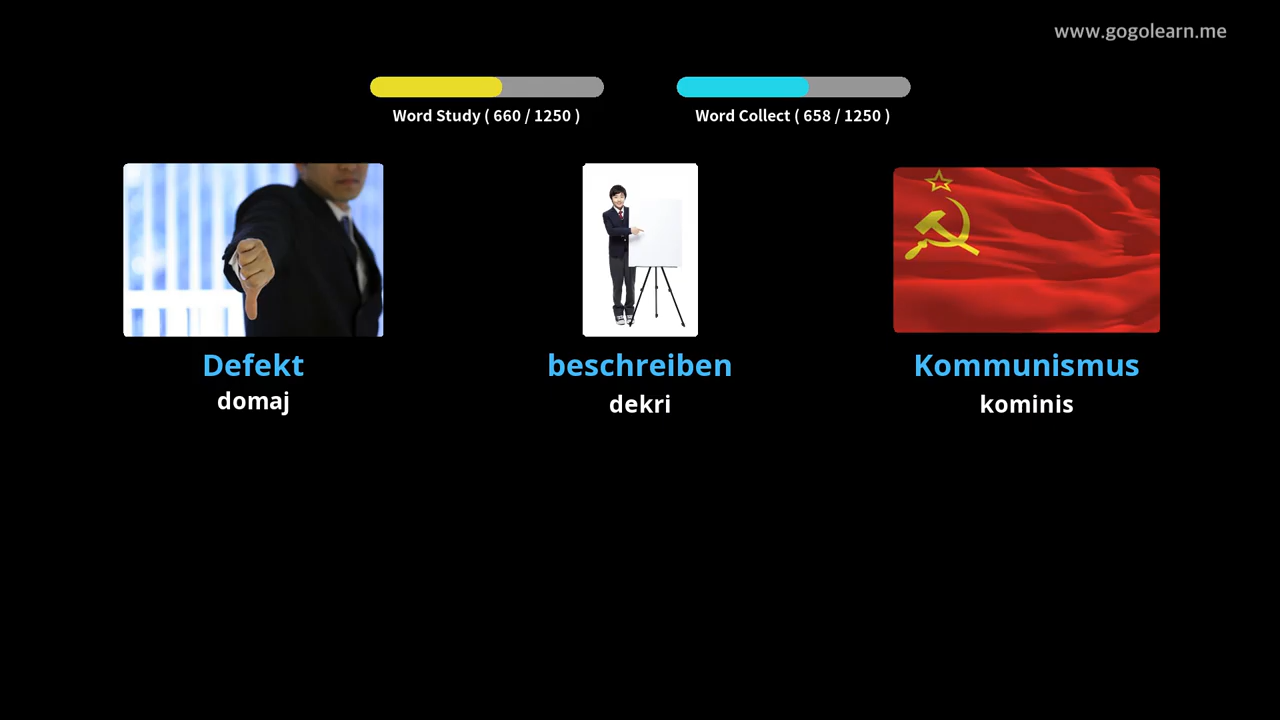 www.gogolearn.me
Word Study ( 660 / 1250 )
Word Collect ( 658 / 1250 )
Defekt
domaj
beschreiben
dekri
Kommunismus
kominis